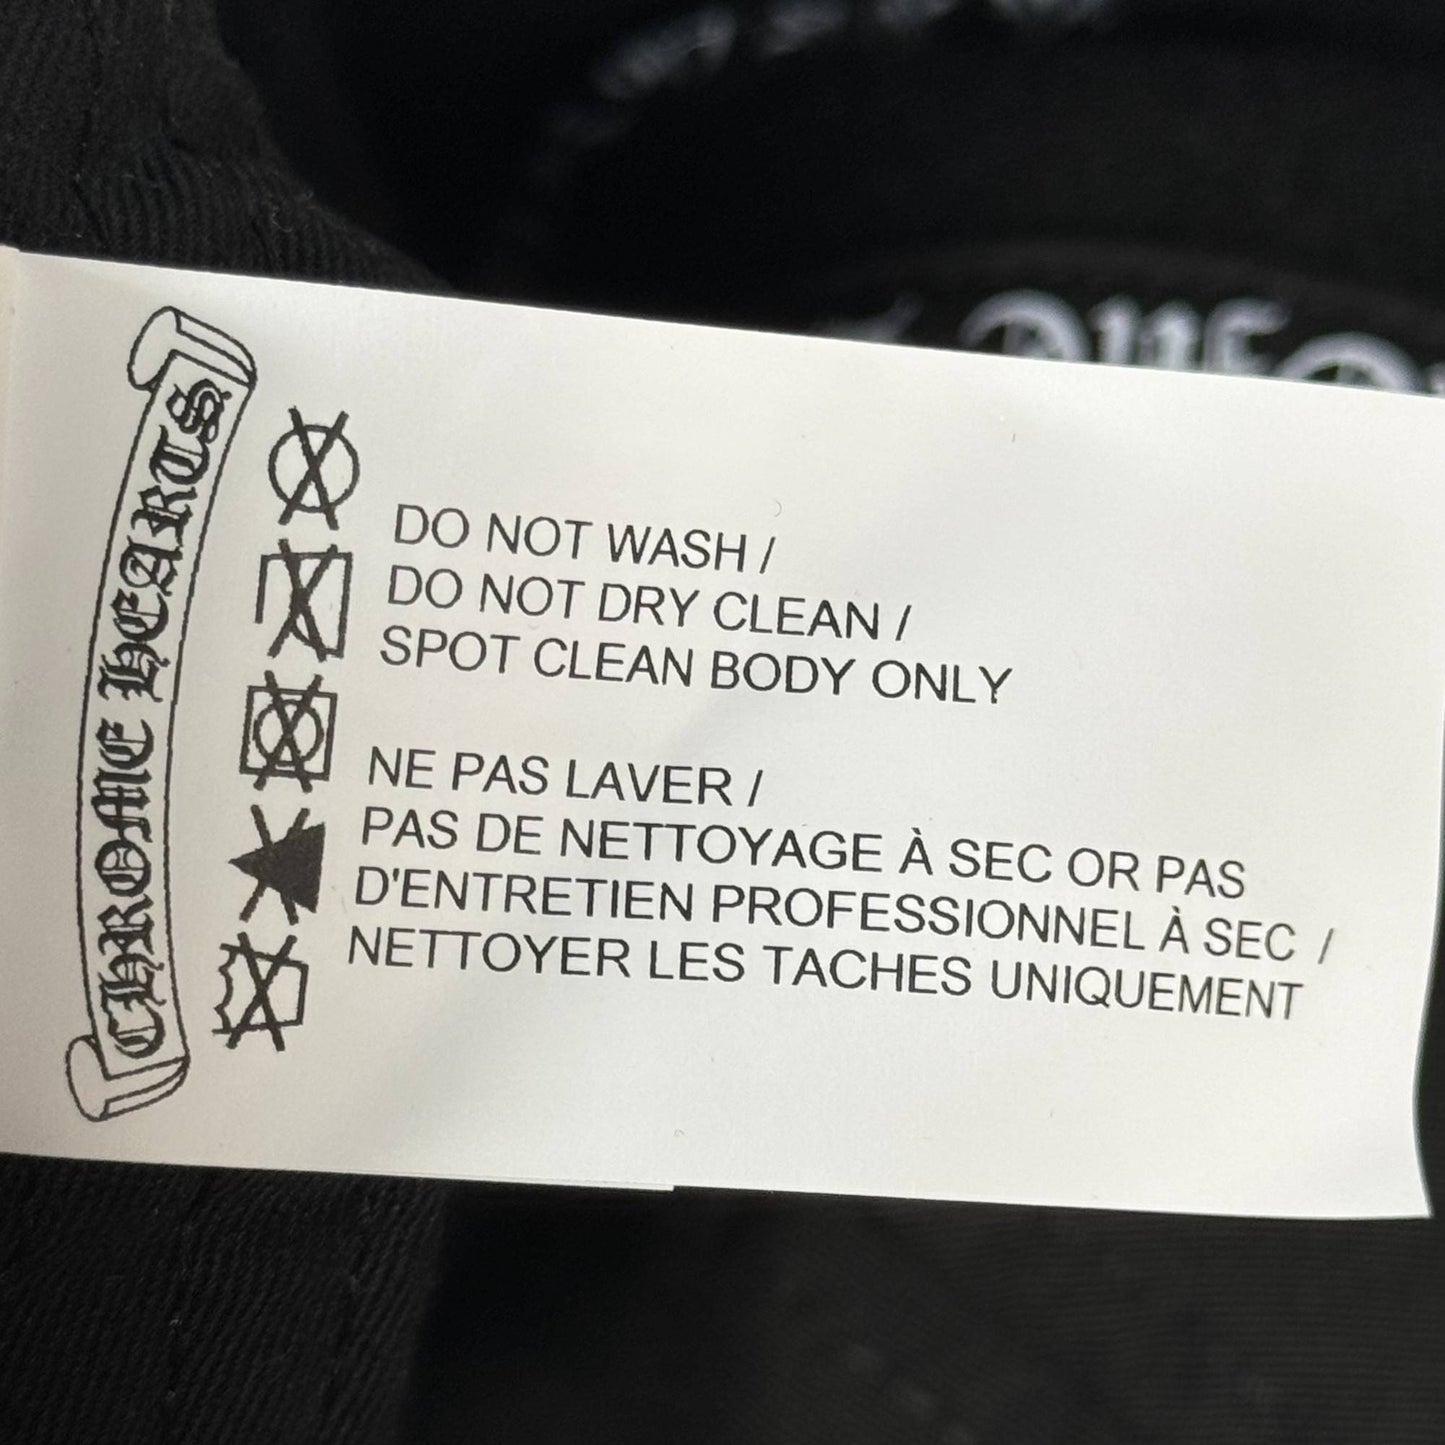 CHROME HEARTS
DO NOT WASH /
DO NOT DRY CLEAN /
SPOT CLEAN BODY ONLY
NE PAS LAVER /
PAS DE NETTOYAGE À SEC OR PAS
D'ENTRETIEN PROFESSIONNEL À SEC /
NETTOYER LES TACHES UNIQUEMENT